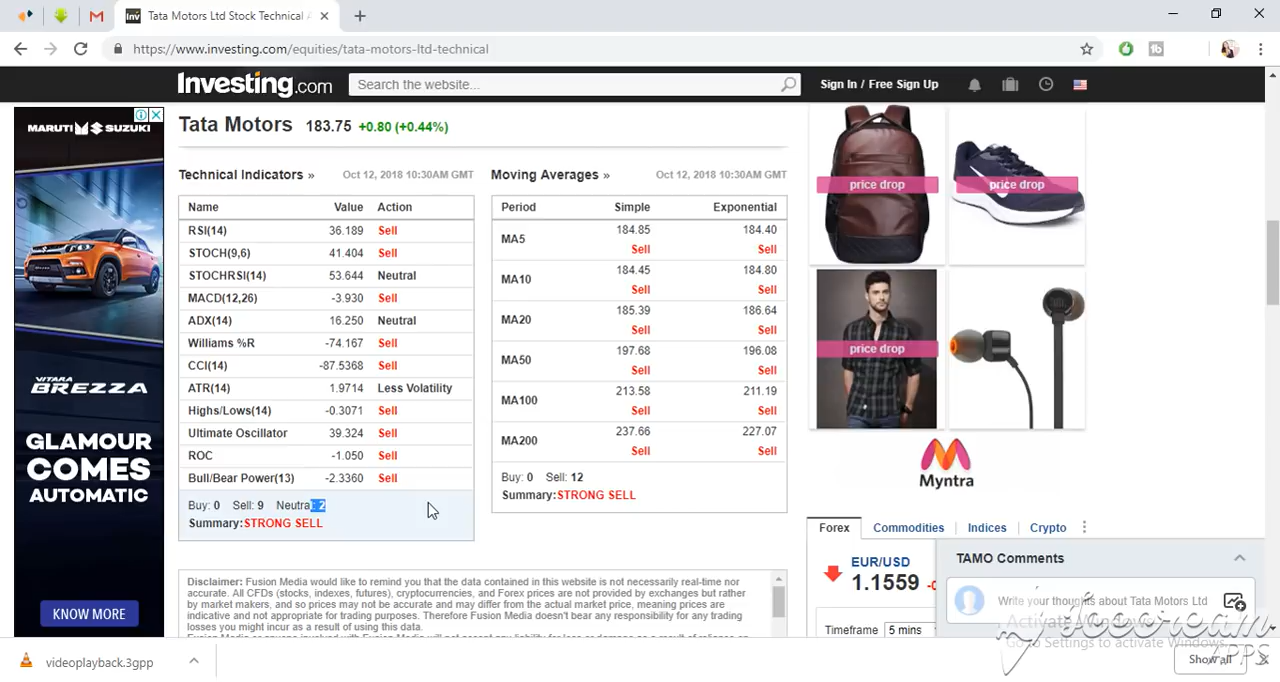 Tata Motors Ltd Stock Technical A
https://www.investing.com/equities/tata-motors-ltd-technical
Investing.com
Search the website...
Sign In / Free Sign Up
MARUTI SUZUKI
VITARA
BREZZA
GLAMOUR
COMES
AUTOMATIC
KNOW MORE
Tata Motors 183.75 +0.80 (+0.44%)
Technical Indicators » Oct 12, 2018 10:30AM GMT
Name Value Action
RSI(14) 36.189 Sell
STOCH(9,6) 41.404 Sell
STOCHRSI(14) 53.644 Neutral
MACD(12,26) -3.930 Sell
ADX(14) 16.250 Neutral
Williams %R -74.167 Sell
CCI(14) -87.5368 Sell
ATR(14) 1.9714 Less Volatility
Highs/Lows(14) -0.3071 Sell
Ultimate Oscillator 39.324 Sell
ROC -1.050 Sell
Bull/Bear Power(13) -2.3360 Sell
Buy: 0 Sell: 9 Neutral: 2
Summary:STRONG SELL
Moving Averages » Oct 12, 2018 10:30AM GMT
Period Simple Exponential
MA5 184.85 184.40
Sell Sell
MA10 184.45 184.80
Sell Sell
MA20 185.39 186.64
Sell Sell
MA50 197.68 196.08
Sell Sell
MA100 213.58 211.19
Sell Sell
MA200 237.66 227.07
Sell Sell
Buy: 0 Sell: 12
Summary:STRONG SELL
Disclaimer: Fusion Media would like to remind you that the data contained in this website is not necessarily real-time nor
accurate. All CFDs (stocks, indexes, futures), cryptocurrencies, and Forex prices are not provided by exchanges but rather
by market makers, and so prices may not be accurate and may differ from the actual market price, meaning prices are
indicative and not appropriate for trading purposes. Therefore Fusion Media doesn't bear any responsibility for any trading
losses you might incur as a result of using this data.
price drop
price drop
price drop
Myntra
Forex Commodities Indices Crypto
EUR/USD
1.1559
Timeframe 5 mins
TAMO Comments
Write your thoughts about Tata Motors Ltd
Activate Windows
Go to Settings to activate Windows.
Icecream
APPS
videoplayback.3gpp
Show all